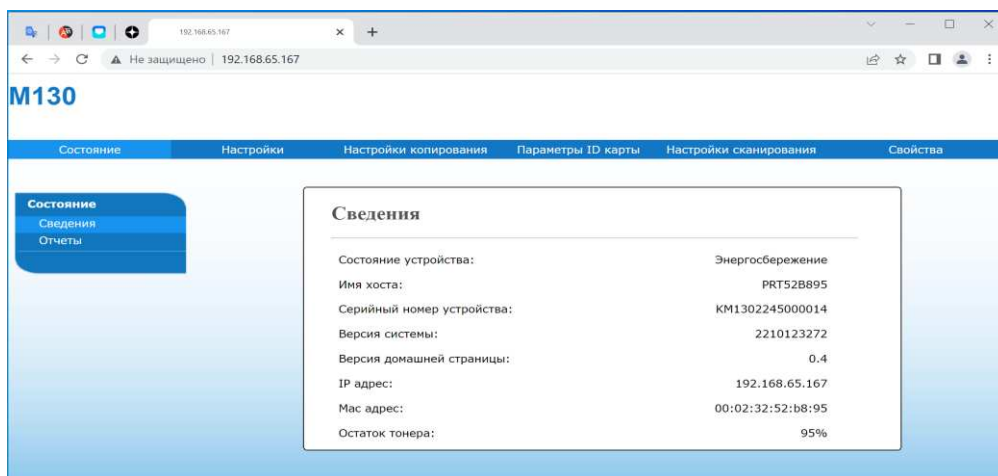 192.168.65.167
Не защищено 192.168.65.167
M130
Состояние Настройки Настройки копирования Параметры ID карты Настройки сканирования Свойства
Состояние
Сведения
Отчеты
Сведения
Состояние устройства: Энергосбережение
Имя хоста: PRT52B895
Серийный номер устройства: KM1302245000014
Версия системы: 2210123272
Версия домашней страницы: 0.4
IP адрес: 192.168.65.167
Mac адрес: 00:02:32:52:b8:95
Остаток тонера: 95%